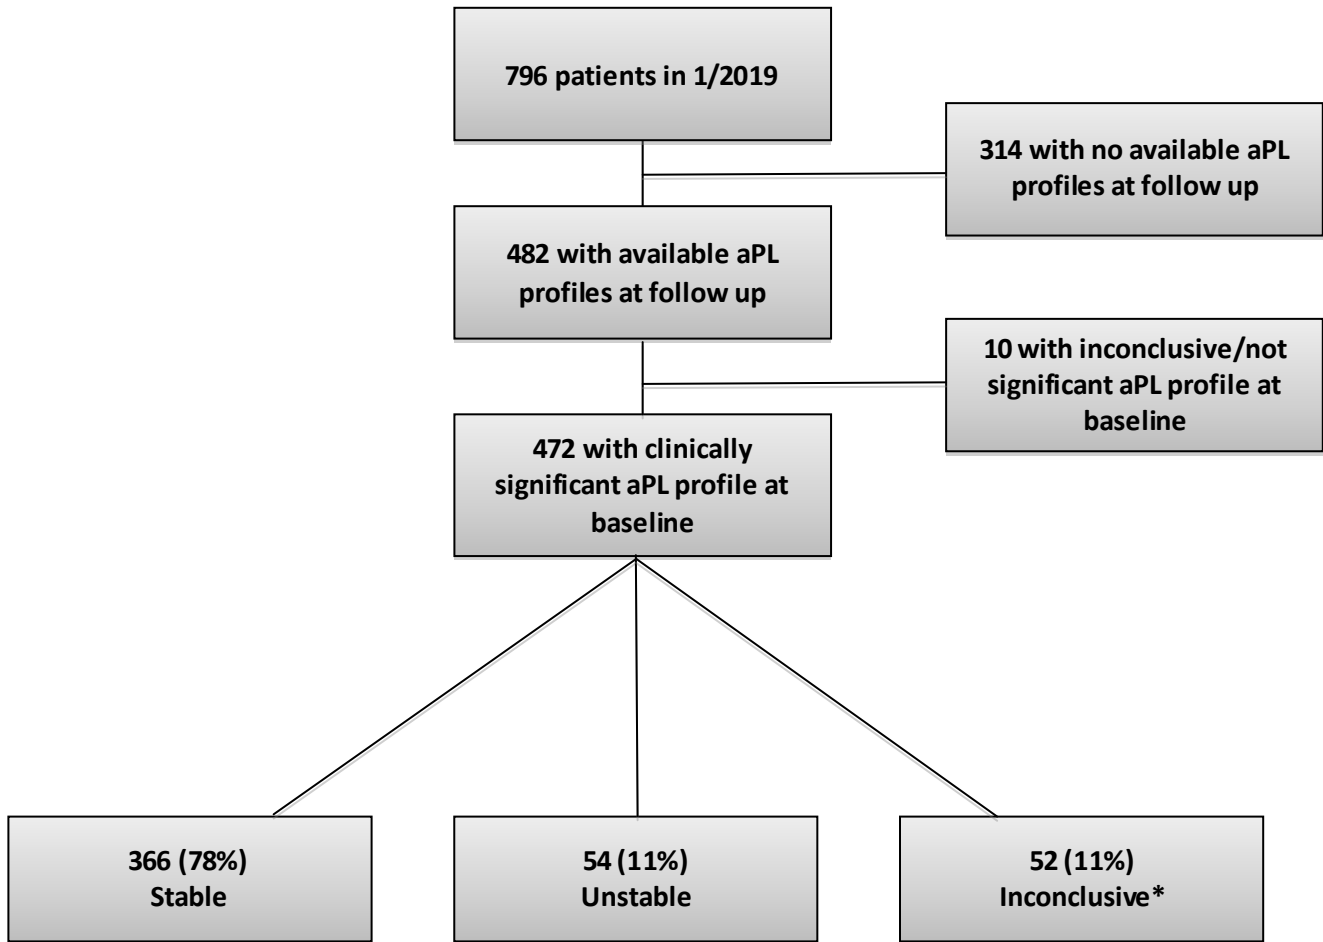 796 patients in 1/2019
314 with no available aPL
profiles at follow up
482 with available aPL
profiles at follow up
10 with inconclusive/not
significant aPL profile at
baseline
472 with clinically
significant aPL profile at
baseline
366 (78%)
Stable
54 (11%)
Unstable
52 (11%)
Inconclusive*